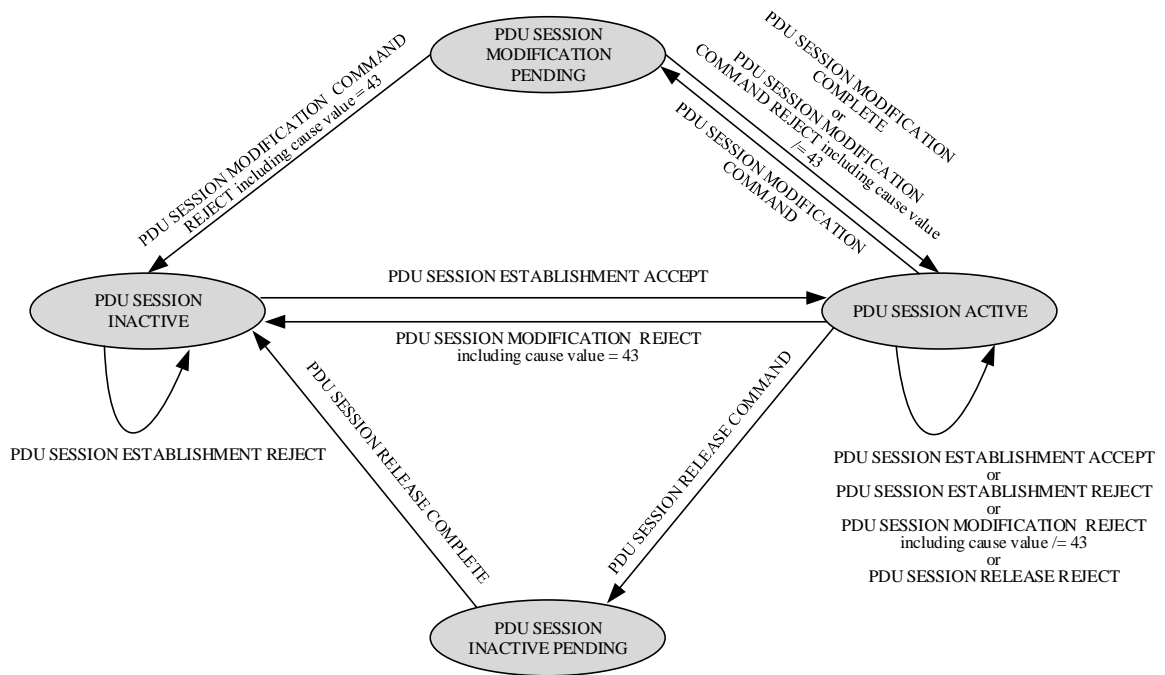 PDU SESSION
MODIFICATION
PENDING
PDU SESSION MODIFICATION COMMAND
REJECT including cause value = 43
PDU SESSION MODIFICATION
COMPLETE
or
PDU SESSION MODIFICATION
COMMAND REJECT including cause value
/= 43
PDU SESSION MODIFICATION
COMMAND
PDU SESSION
INACTIVE
PDU SESSION ESTABLISHMENT ACCEPT
PDU SESSION MODIFICATION REJECT
including cause value = 43
PDU SESSION ACTIVE
PDU SESSION ESTABLISHMENT REJECT
PDU SESSION RELEASE COMPLETE
PDU SESSION RELEASE COMMAND
PDU SESSION ESTABLISHMENT ACCEPT
or
PDU SESSION ESTABLISHMENT REJECT
or
PDU SESSION MODIFICATION REJECT
including cause value /= 43
or
PDU SESSION RELEASE REJECT
PDU SESSION
INACTIVE PENDING